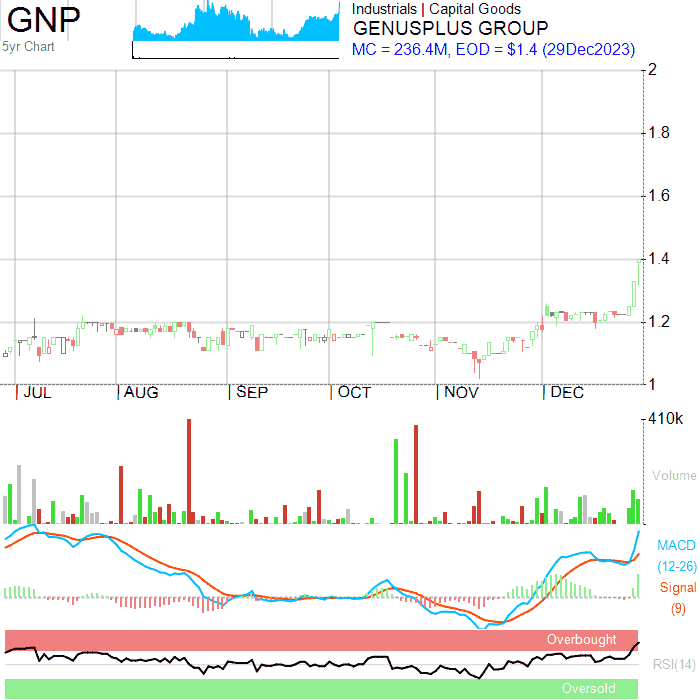 GNP
5yr Chart
Industrials | Capital Goods
GENUSPLUS GROUP
MC = 236.4M, EOD = $1.4 (29Dec2023)
2
1.8
1.6
1.4
1.2
1
JUL AUG SEP OCT NOV DEC
410k
Volume
MACD
(12-26)
Signal
(9)
Overbought
RSI(14)
Oversold